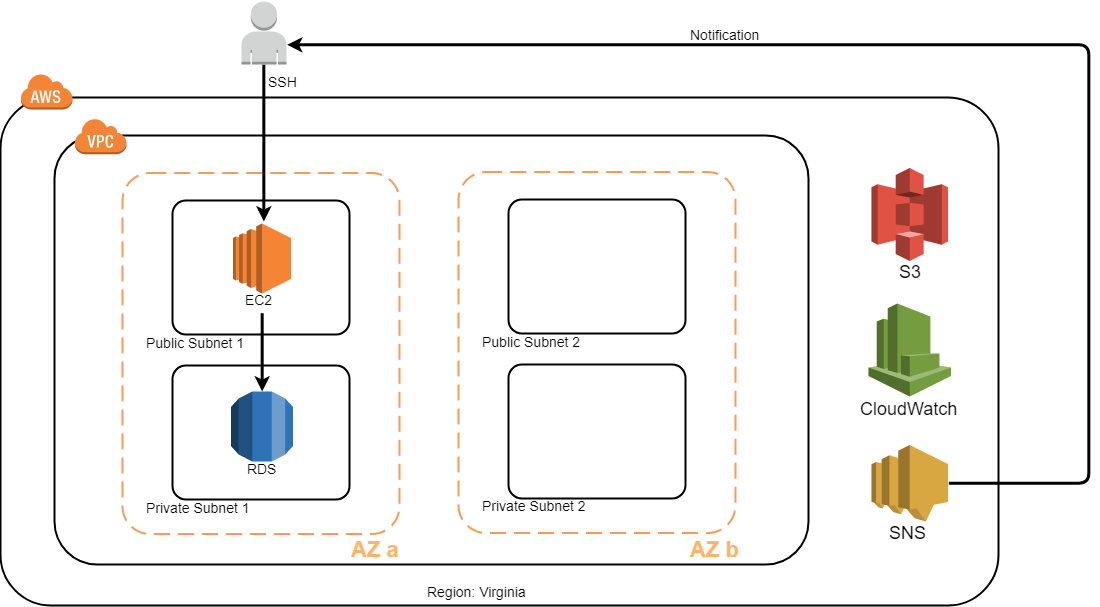 Notification
SSH
AWS
VPC
S3
EC2
Public Subnet 1
Public Subnet 2
CloudWatch
RDS
Private Subnet 1
Private Subnet 2
SNS
AZ a
AZ b
Region: Virginia